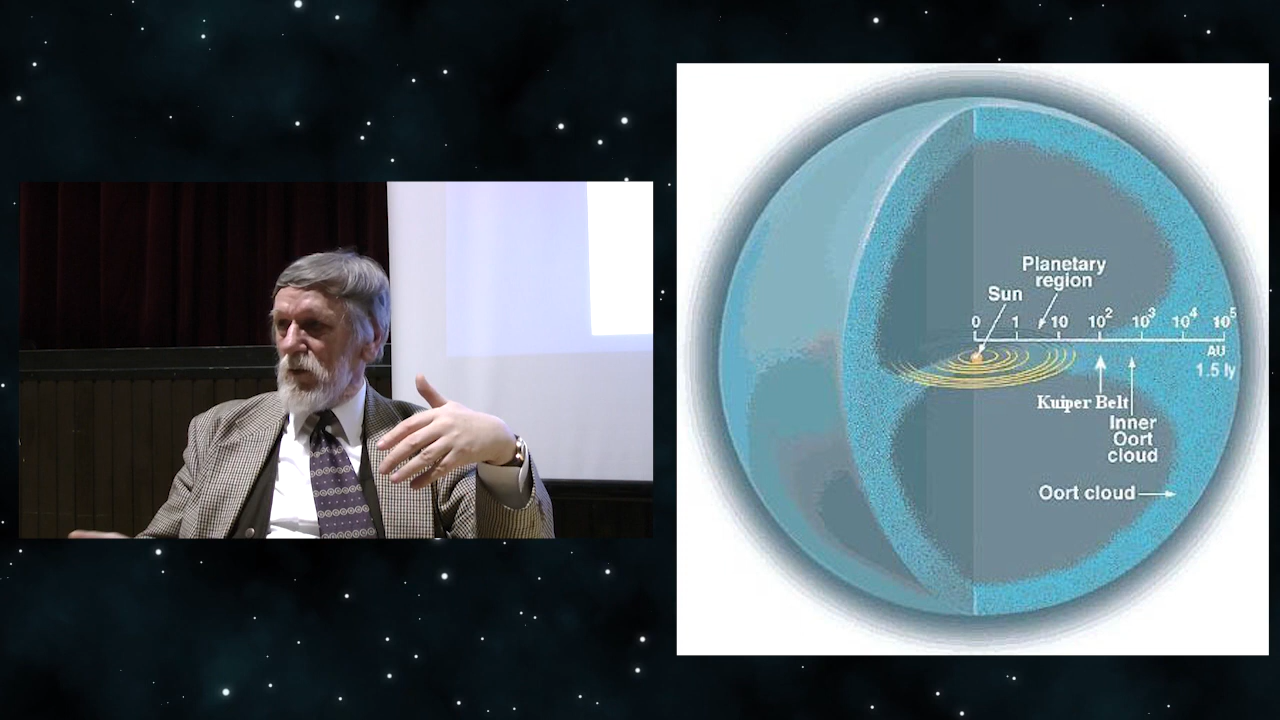 Planetary
region
Sun
0 1 10 10² 10³ 10⁴ 10⁵
AU
1.5 ly
Kuiper Belt
Inner
Oort
cloud
Oort cloud